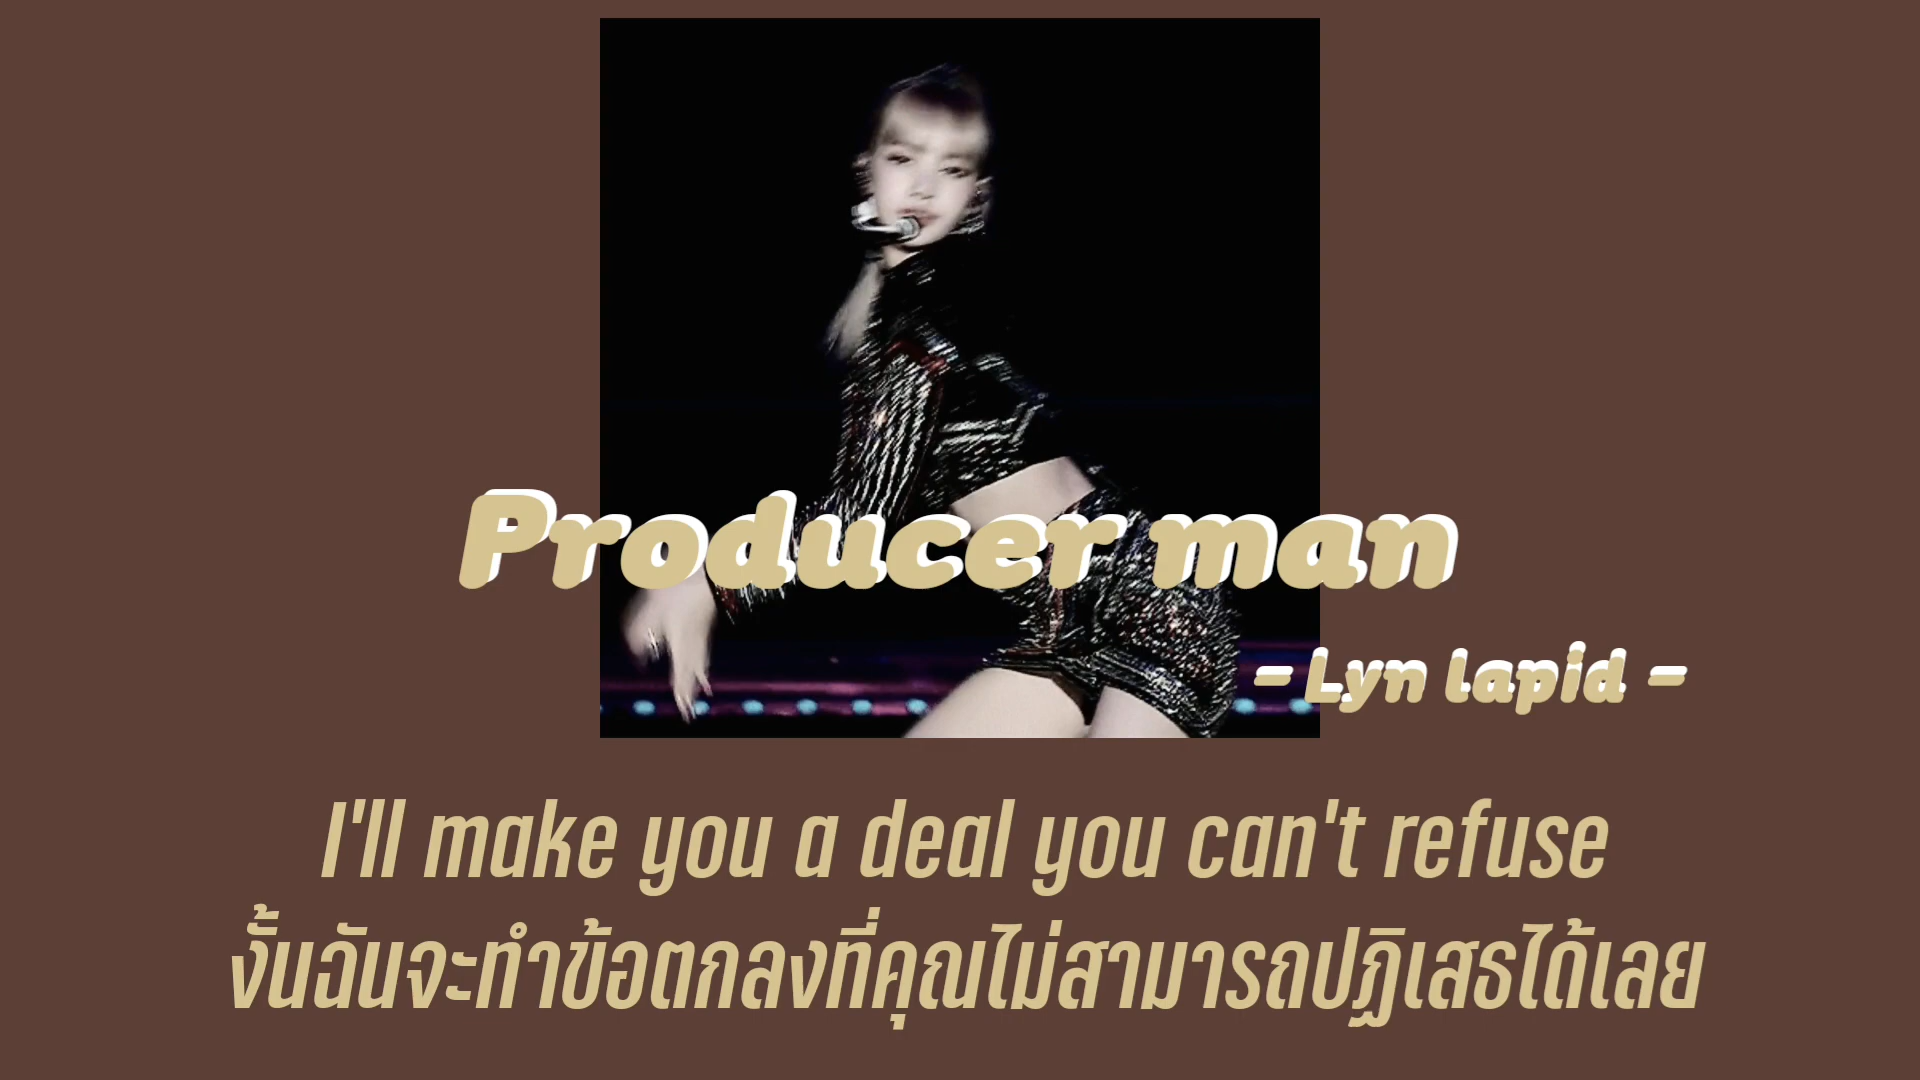 Producer man
- Lyn lapid -
I'll make you a deal you can't refuse
งั้นฉันจะทำข้อตกลงที่คุณไม่สามารถปฏิเสธได้เลย